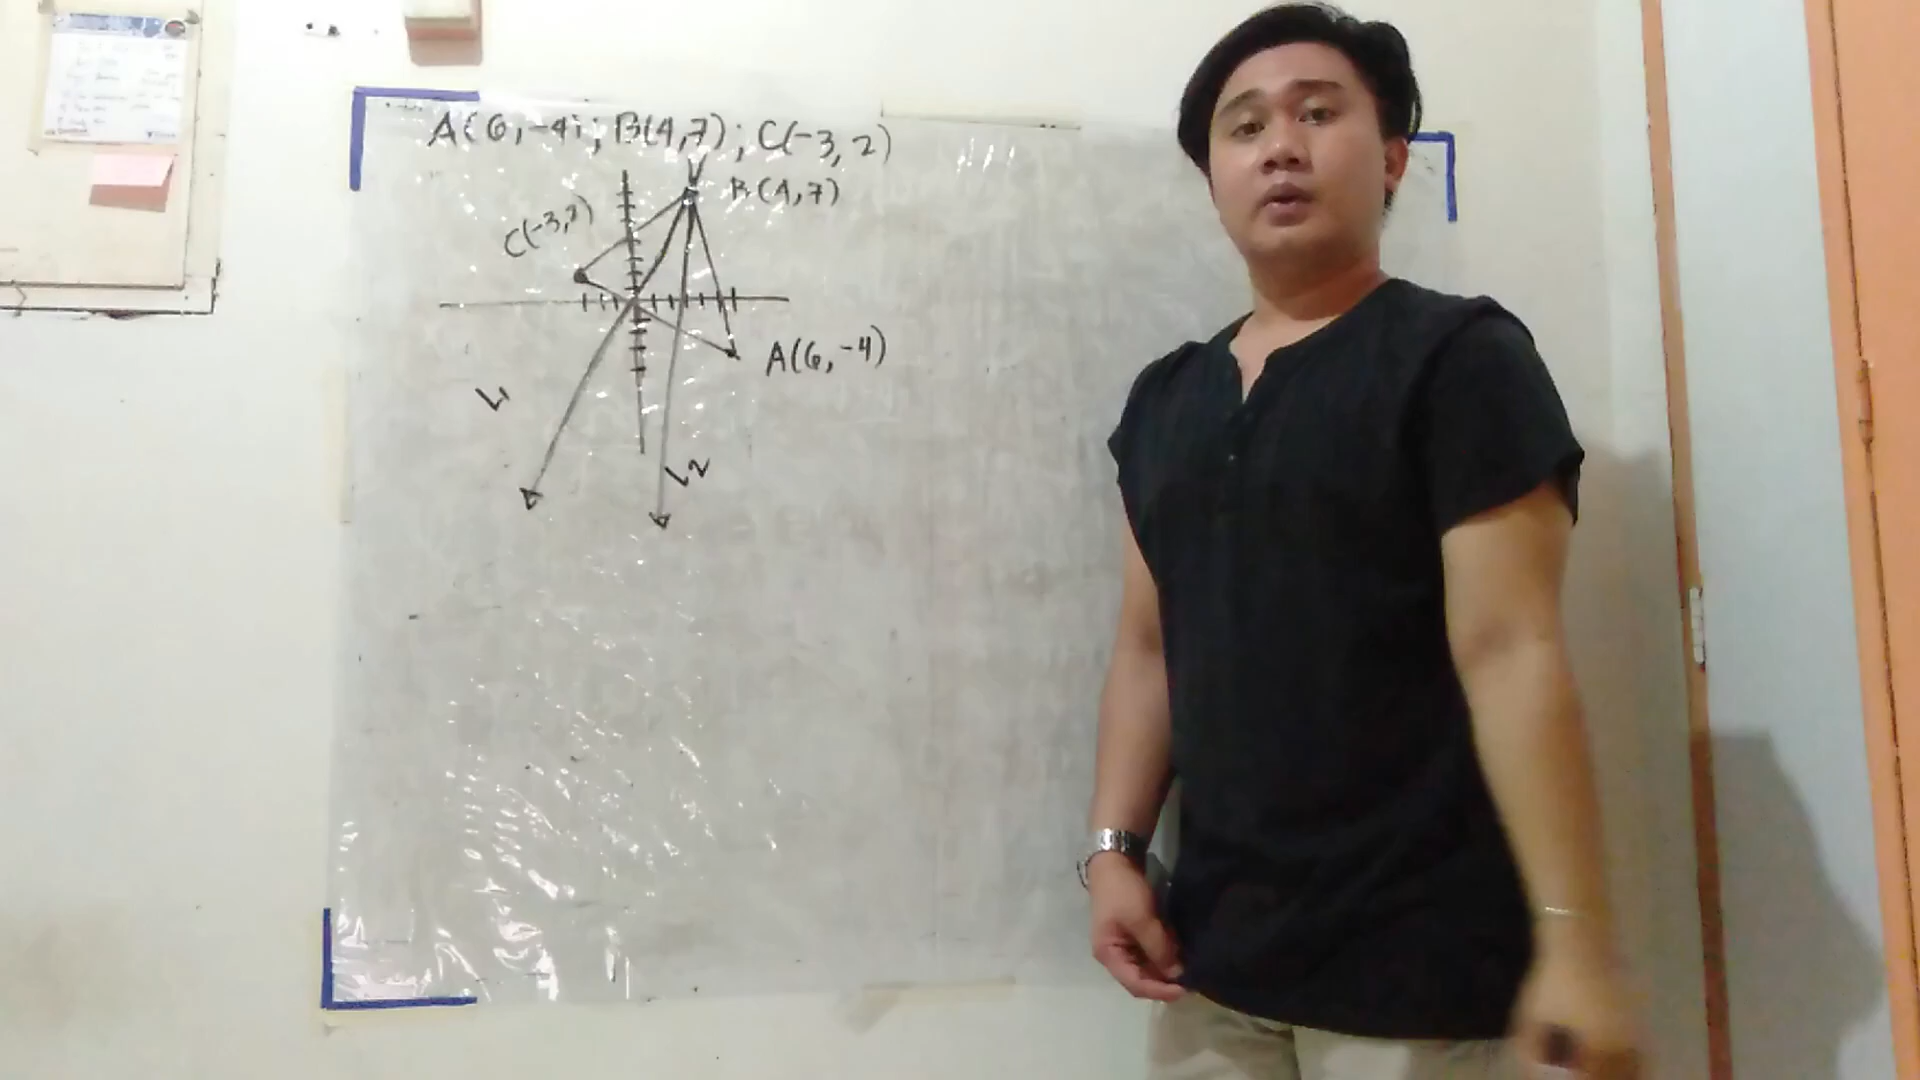 A(6,-4); B(4,7); C(-3,2)
B(4,7)
C(-3,2)
A(6,-4)
L1
L2